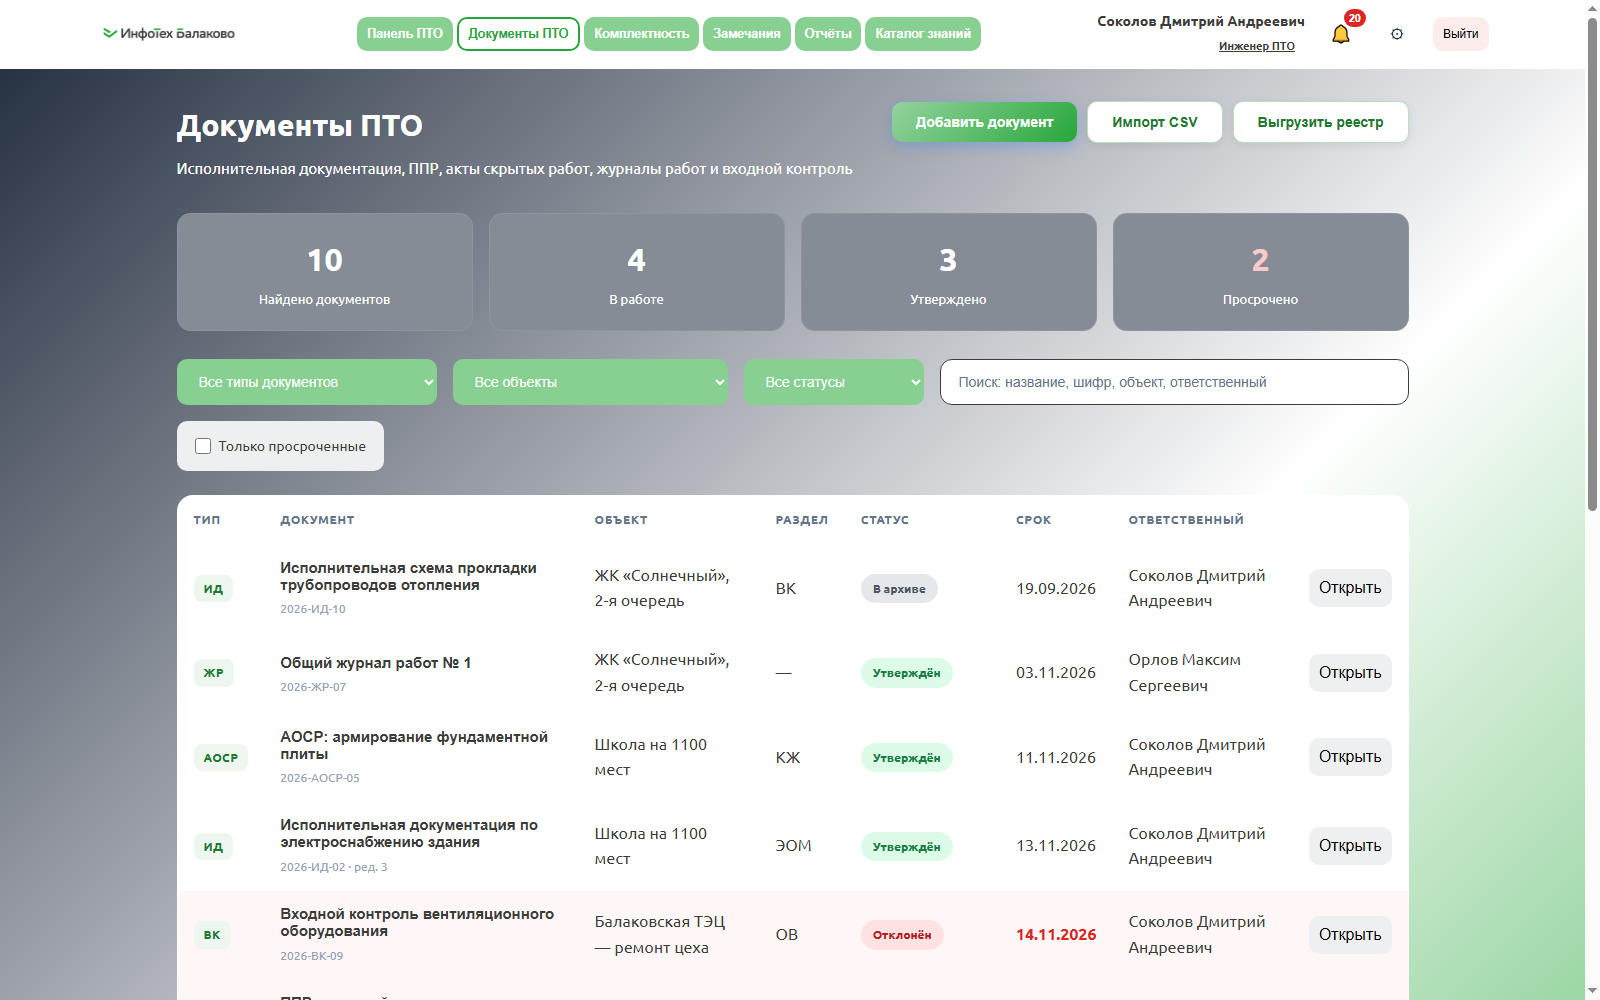 ИнфоТех Балаково
Панель ПТО
Документы ПТО
Комплектность
Замечания
Отчёты
Каталог знаний
Соколов Дмитрий Андреевич
Инженер ПТО
20
Выйти
Документы ПТО
Добавить документ
Импорт CSV
Выгрузить реестр
Исполнительная документация, ППР, акты скрытых работ, журналы работ и входной контроль
10
Найдено документов
4
В работе
3
Утверждено
2
Просрочено
Все типы документов
Все объекты
Все статусы
Поиск: название, шифр, объект, ответственный
Только просроченные
ТИП ДОКУМЕНТ ОБЪЕКТ РАЗДЕЛ СТАТУС СРОК ОТВЕТСТВЕННЫЙ
ИД
Исполнительная схема прокладки
трубопроводов отопления
2026-ИД-10
ЖК «Солнечный»,
2-я очередь
ВК
В архиве
19.09.2026
Соколов Дмитрий
Андреевич
Открыть
ЖР
Общий журнал работ № 1
2026-ЖР-07
ЖК «Солнечный»,
2-я очередь
—
Утверждён
03.11.2026
Орлов Максим
Сергеевич
Открыть
АОСР
АОСР: армирование фундаментной
плиты
2026-АОСР-05
Школа на 1100
мест
КЖ
Утверждён
11.11.2026
Соколов Дмитрий
Андреевич
Открыть
ИД
Исполнительная документация по
электроснабжению здания
2026-ИД-02 · ред. 3
Школа на 1100
мест
ЭОМ
Утверждён
13.11.2026
Соколов Дмитрий
Андреевич
Открыть
ВК
Входной контроль вентиляционного
оборудования
2026-ВК-09
Балаковская ТЭЦ
— ремонт цеха
ОВ
Отклонён
14.11.2026
Соколов Дмитрий
Андреевич
Открыть